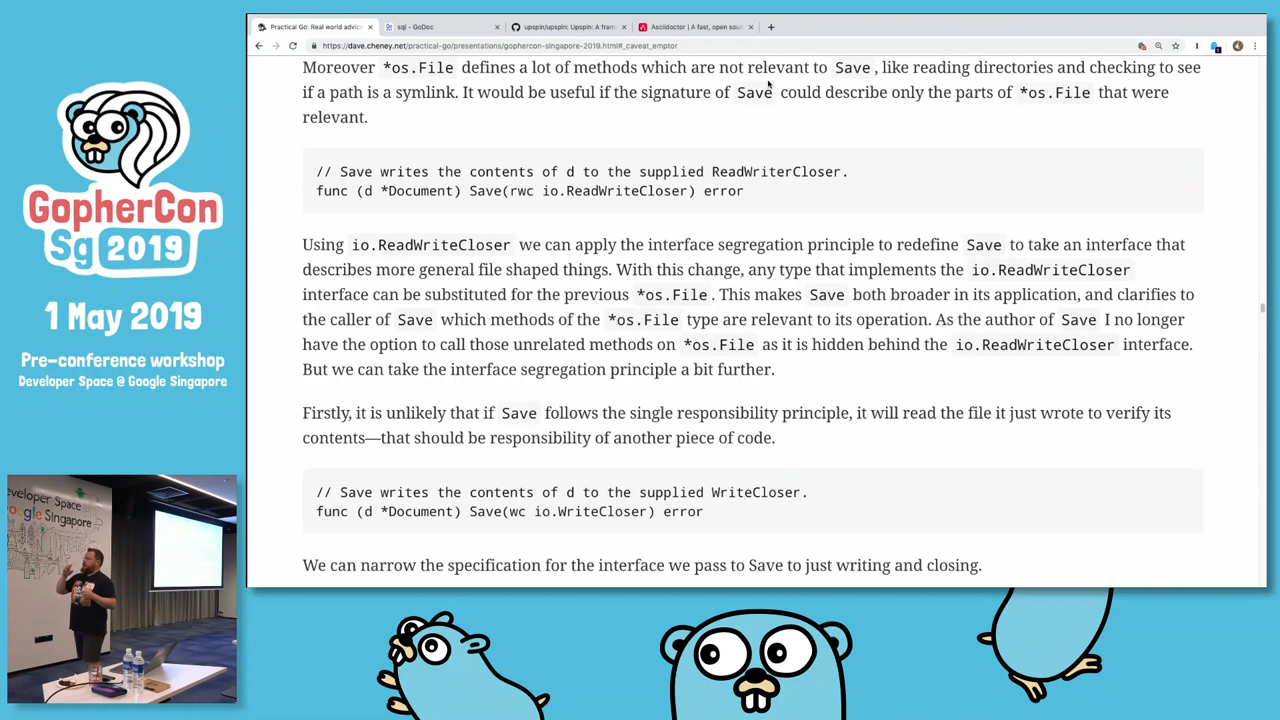 Practical Go: Real world advice
sql - GoDoc
upspin/upspin: Upspin: A fram
Asciidoctor | A fast, open sou
https://dave.cheney.net/practical-go/presentations/gophercon-singapore-2019.html#_caveat_emptor
Moreover *os.File defines a lot of methods which are not relevant to Save, like reading directories and checking to see
if a path is a symlink. It would be useful if the signature of Save could describe only the parts of *os.File that were
relevant.
// Save writes the contents of d to the supplied ReadWriterCloser.
func (d *Document) Save(rwc io.ReadWriteCloser) error
Using io.ReadWriteCloser we can apply the interface segregation principle to redefine Save to take an interface that
describes more general file shaped things. With this change, any type that implements the io.ReadWriteCloser
interface can be substituted for the previous *os.File. This makes Save both broader in its application, and clarifies to
the caller of Save which methods of the *os.File type are relevant to its operation. As the author of Save I no longer
have the option to call those unrelated methods on *os.File as it is hidden behind the io.ReadWriteCloser interface.
But we can take the interface segregation principle a bit further.
Firstly, it is unlikely that if Save follows the single responsibility principle, it will read the file it just wrote to verify its
contents—that should be responsibility of another piece of code.
// Save writes the contents of d to the supplied WriteCloser.
func (d *Document) Save(wc io.WriteCloser) error
We can narrow the specification for the interface we pass to Save to just writing and closing.
GopherCon
Sg 2019
1 May 2019
Pre-conference workshop
Developer Space @ Google Singapore
Developer Space
Google Singapore